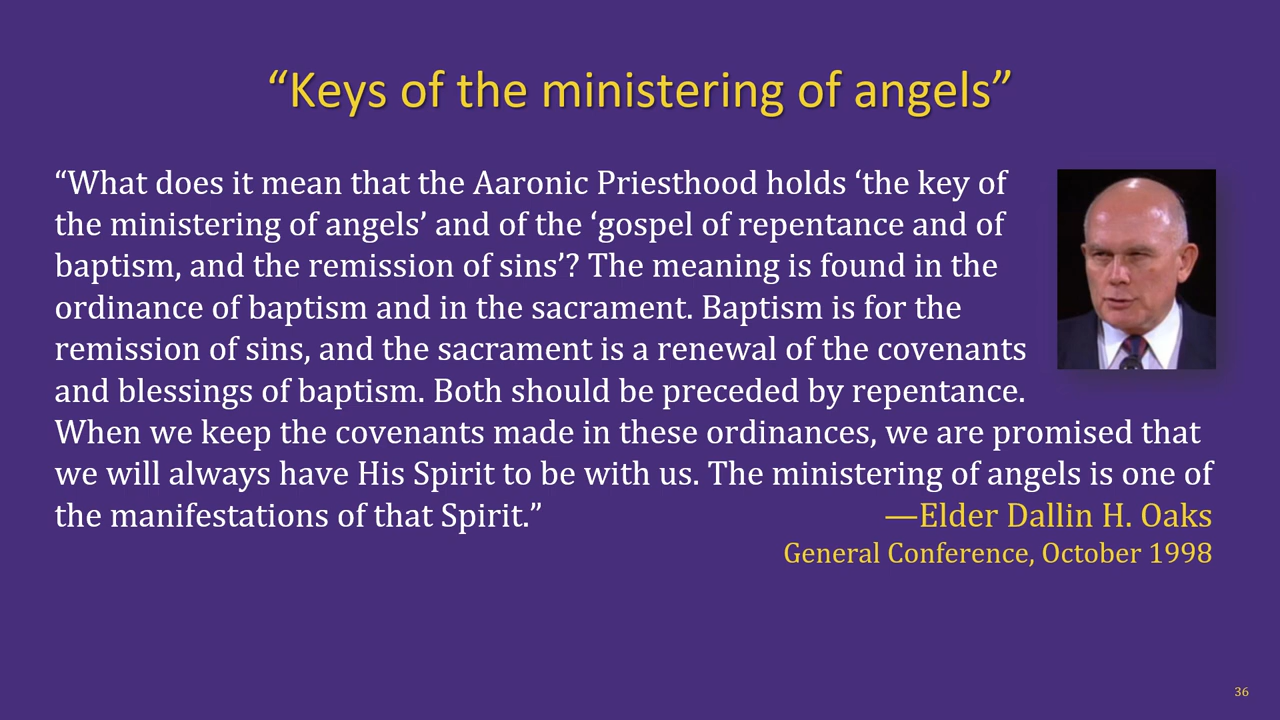 “Keys of the ministering of angels”
“What does it mean that the Aaronic Priesthood holds ‘the key of
the ministering of angels’ and of the ‘gospel of repentance and of
baptism, and the remission of sins’? The meaning is found in the
ordinance of baptism and in the sacrament. Baptism is for the
remission of sins, and the sacrament is a renewal of the covenants
and blessings of baptism. Both should be preceded by repentance.
When we keep the covenants made in these ordinances, we are promised that
we will always have His Spirit to be with us. The ministering of angels is one of
the manifestations of that Spirit.” —Elder Dallin H. Oaks
General Conference, October 1998
36